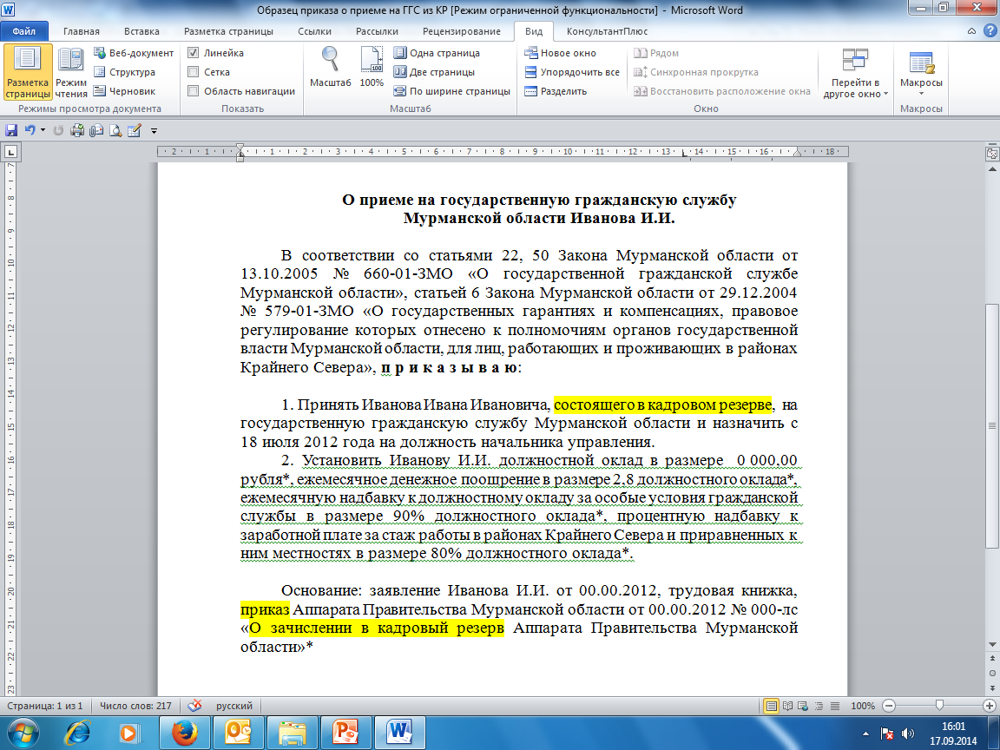 Образец приказа о приеме на ГГС из КР [Режим ограниченной функциональности] - Microsoft Word
Файл Главная Вставка Разметка страницы Ссылки Рассылки Рецензирование Вид КонсультантПлюс
Разметка страницы
Режим чтения
Веб-документ
Структура
Черновик
Режимы просмотра документа
Линейка
Сетка
Область навигации
Показать
Масштаб
100%
Одна страница
Две страницы
По ширине страницы
Масштаб
Новое окно
Упорядочить все
Разделить
Рядом
Синхронная прокрутка
Восстановить расположение окна
Перейти в другое окно
Окно
Макросы
Макросы
О приеме на государственную гражданскую службу
Мурманской области Иванова И.И.
В соответствии со статьями 22, 50 Закона Мурманской области от
13.10.2005 № 660-01-ЗМО «О государственной гражданской службе
Мурманской области», статьей 6 Закона Мурманской области от 29.12.2004
№ 579-01-ЗМО «О государственных гарантиях и компенсациях, правовое
регулирование которых отнесено к полномочиям органов государственной
власти Мурманской области, для лиц, работающих и проживающих в районах
Крайнего Севера», п р и к а з ы в а ю:
1. Принять Иванова Ивана Ивановича, состоящего в кадровом резерве, на
государственную гражданскую службу Мурманской области и назначить с
18 июля 2012 года на должность начальника управления.
2. Установить Иванову И.И. должностной оклад в размере 0 000,00
рубля*, ежемесячное денежное поощрение в размере 2,8 должностного оклада*,
ежемесячную надбавку к должностному окладу за особые условия гражданской
службы в размере 90% должностного оклада*, процентную надбавку к
заработной плате за стаж работы в районах Крайнего Севера и приравненных к
ним местностях в размере 80% должностного оклада*.
Основание: заявление Иванова И.И. от 00.00.2012, трудовая книжка,
приказ Аппарата Правительства Мурманской области от 00.00.2012 № 000-лс
«О зачислении в кадровый резерв Аппарата Правительства Мурманской
области»*
Страница: 1 из 1 Число слов: 217 русский 100%
16:01
17.09.2014